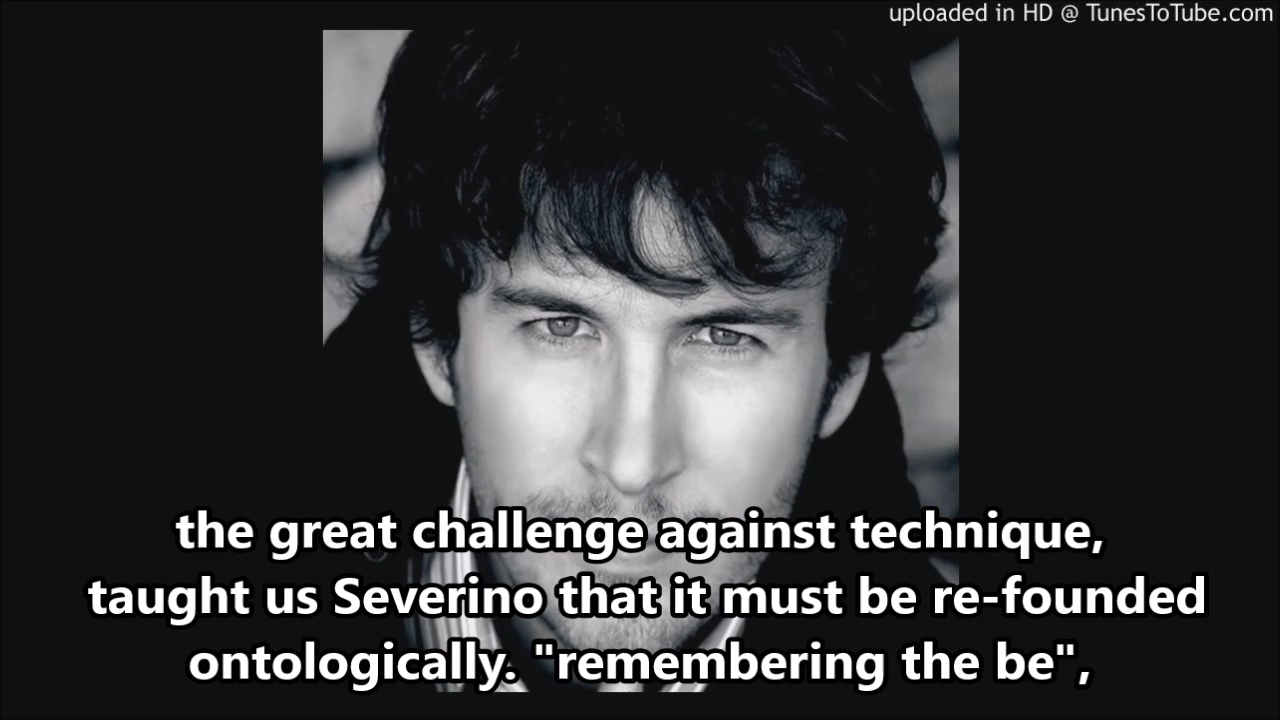 uploaded in HD @ TunesToTube.com
the great challenge against technique,
taught us Severino that it must be re-founded
ontologically. "remembering the be",